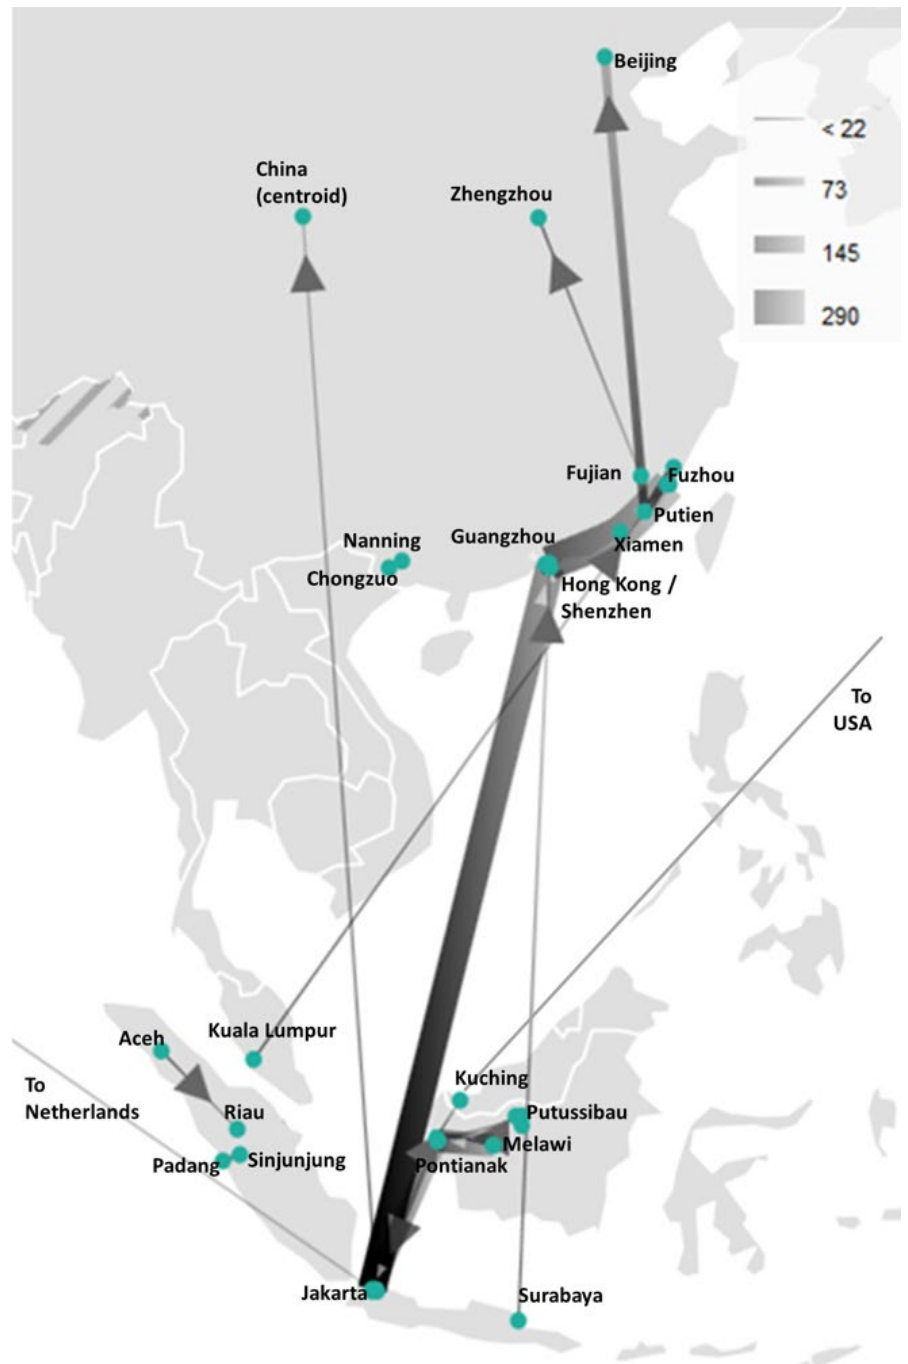 Beijing
< 22
China
(centroid)
Zhengzhou
73
145
290
Fujian
Fuzhou
Putien
Guangzhou
Xiamen
Nanning
Chongzuo
Hong Kong /
Shenzhen
To
USA
Aceh
Kuala Lumpur
Kuching
To
Netherlands
Riau
Putussibau
Melawi
Padang
Sinjunjung
Pontianak
Jakarta
Surabaya